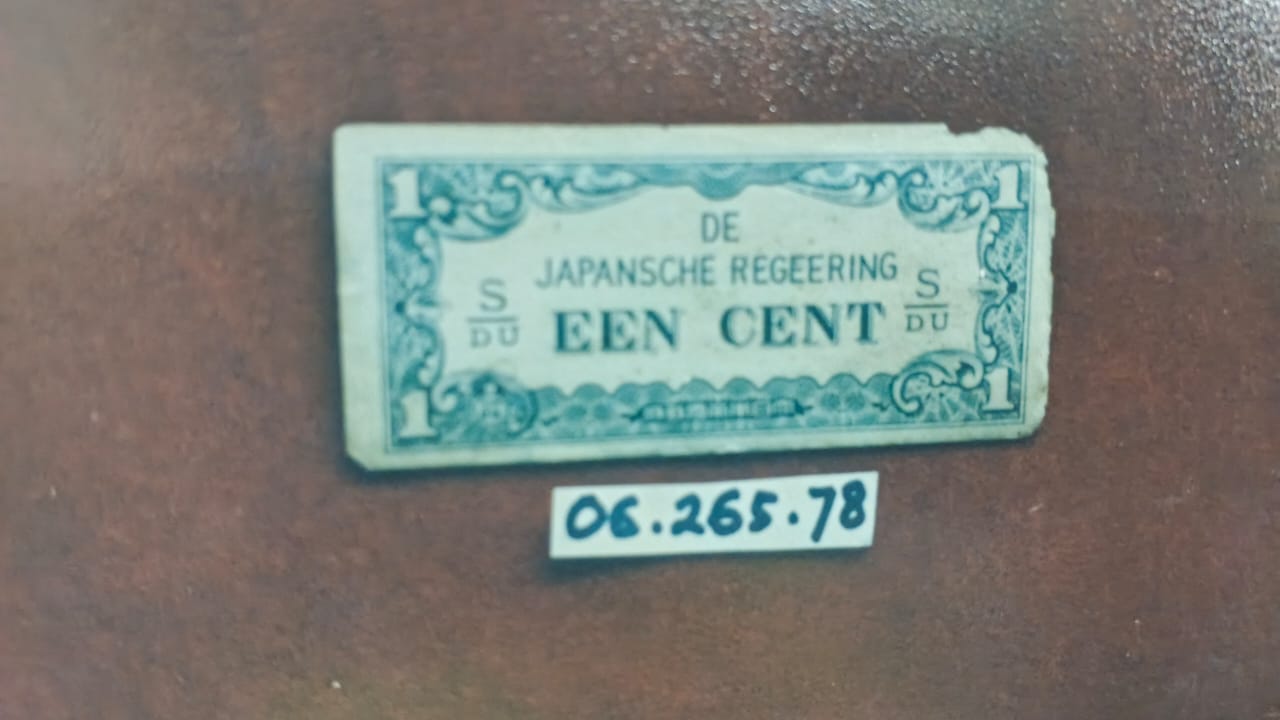 1 1
DE
JAPANSCHE REGEERING
S/DU EEN CENT S/DU
1 1
06.265.78